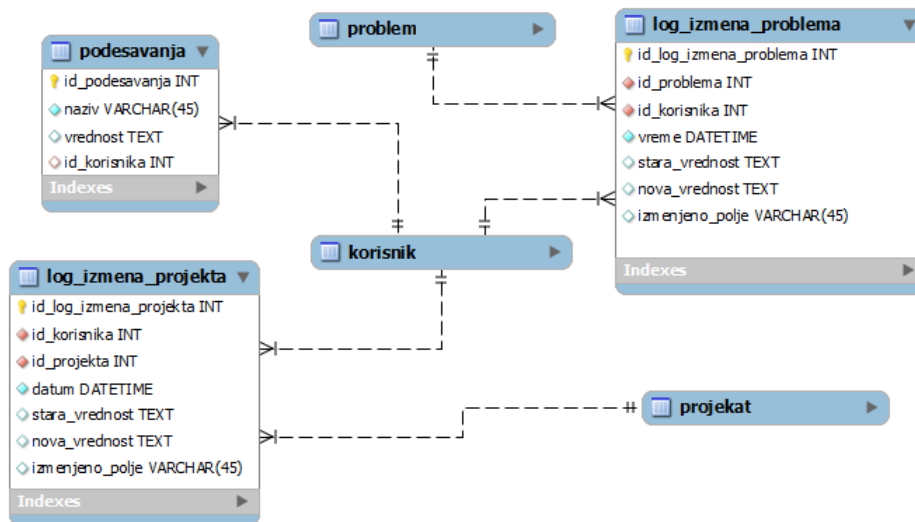 podesavanja
id_podesavanja INT
naziv VARCHAR(45)
vrednost TEXT
id_korisnika INT
Indexes
problem
log_izmena_problema
id_log_izmena_problema INT
id_problema INT
id_korisnika INT
vreme DATETIME
stara_vrednost TEXT
nova_vrednost TEXT
izmenjeno_polje VARCHAR(45)
Indexes
korisnik
log_izmena_projekta
id_log_izmena_projekta INT
id_korisnika INT
id_projekta INT
datum DATETIME
stara_vrednost TEXT
nova_vrednost TEXT
izmenjeno_polje VARCHAR(45)
Indexes
projekat